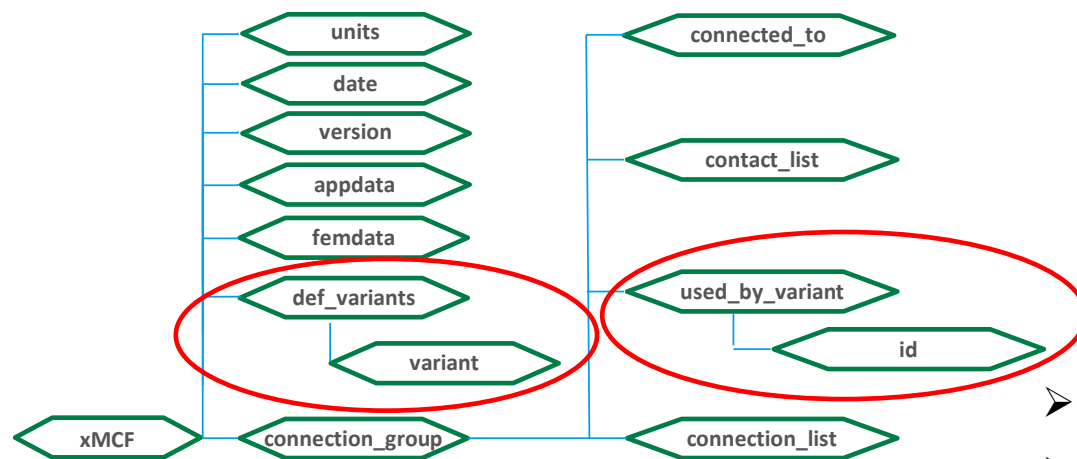 units
date
version
appdata
femdata
def_variants
variant
xMCF
connection_group
connected_to
contact_list
used_by_variant
id
connection_list